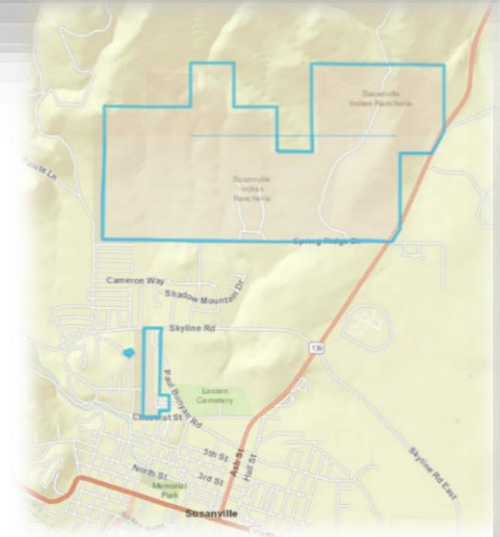 Susanville
Indian Rancheria
Susanville
Indian
Rancheria
Spring Ridge Dr
Cameron Way
Shadow Mountain Dr
Skyline Rd
139
Paul Bunyan Rd
Lassen
Cemetery
Chestnut St
5th St
Ash St
Hall St
North St
3rd St
Memorial
Park
Skyline Rd East
Susanville